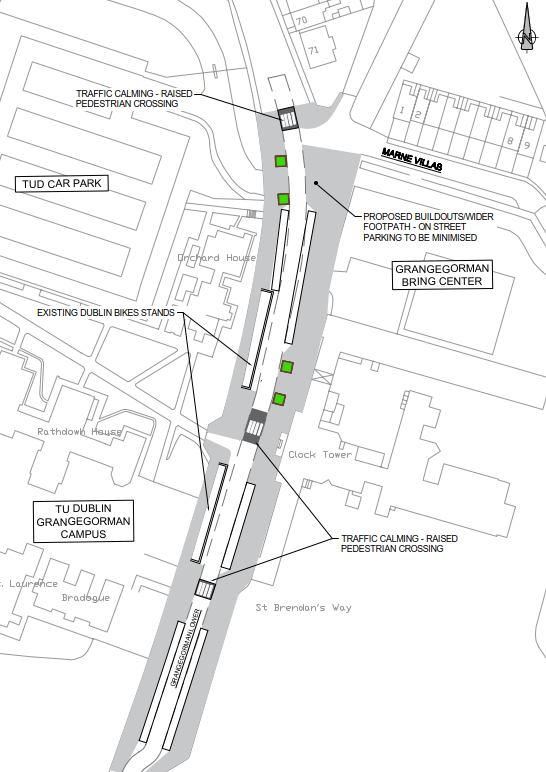 70
71
N
TRAFFIC CALMING - RAISED
PEDESTRIAN CROSSING
1
2
8
9
MARNE VILLAS
TUD CAR PARK
PROPOSED BUILDOUTS/WIDER
FOOTPATH - ON STREET
PARKING TO BE MINIMISED
Orchard House
GRANGEGORMAN
BRING CENTER
EXISTING DUBLIN BIKES STANDS
Rathdown House
Clock Tower
TU DUBLIN
GRANGEGORMAN
CAMPUS
TRAFFIC CALMING - RAISED
PEDESTRIAN CROSSING
. Laurence
Bradogue
St Brendan's Way
GRANGEGORMAN LOWER